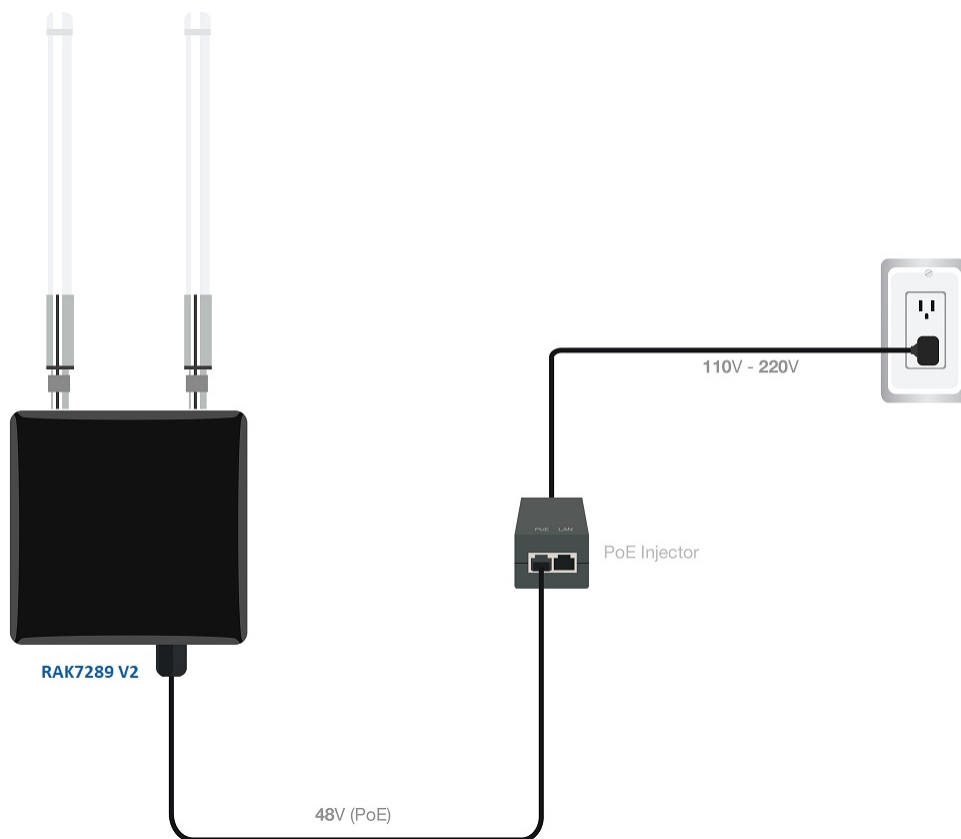 110V - 220V
PoE LAN
PoE Injector
RAK7289 V2
48V (PoE)